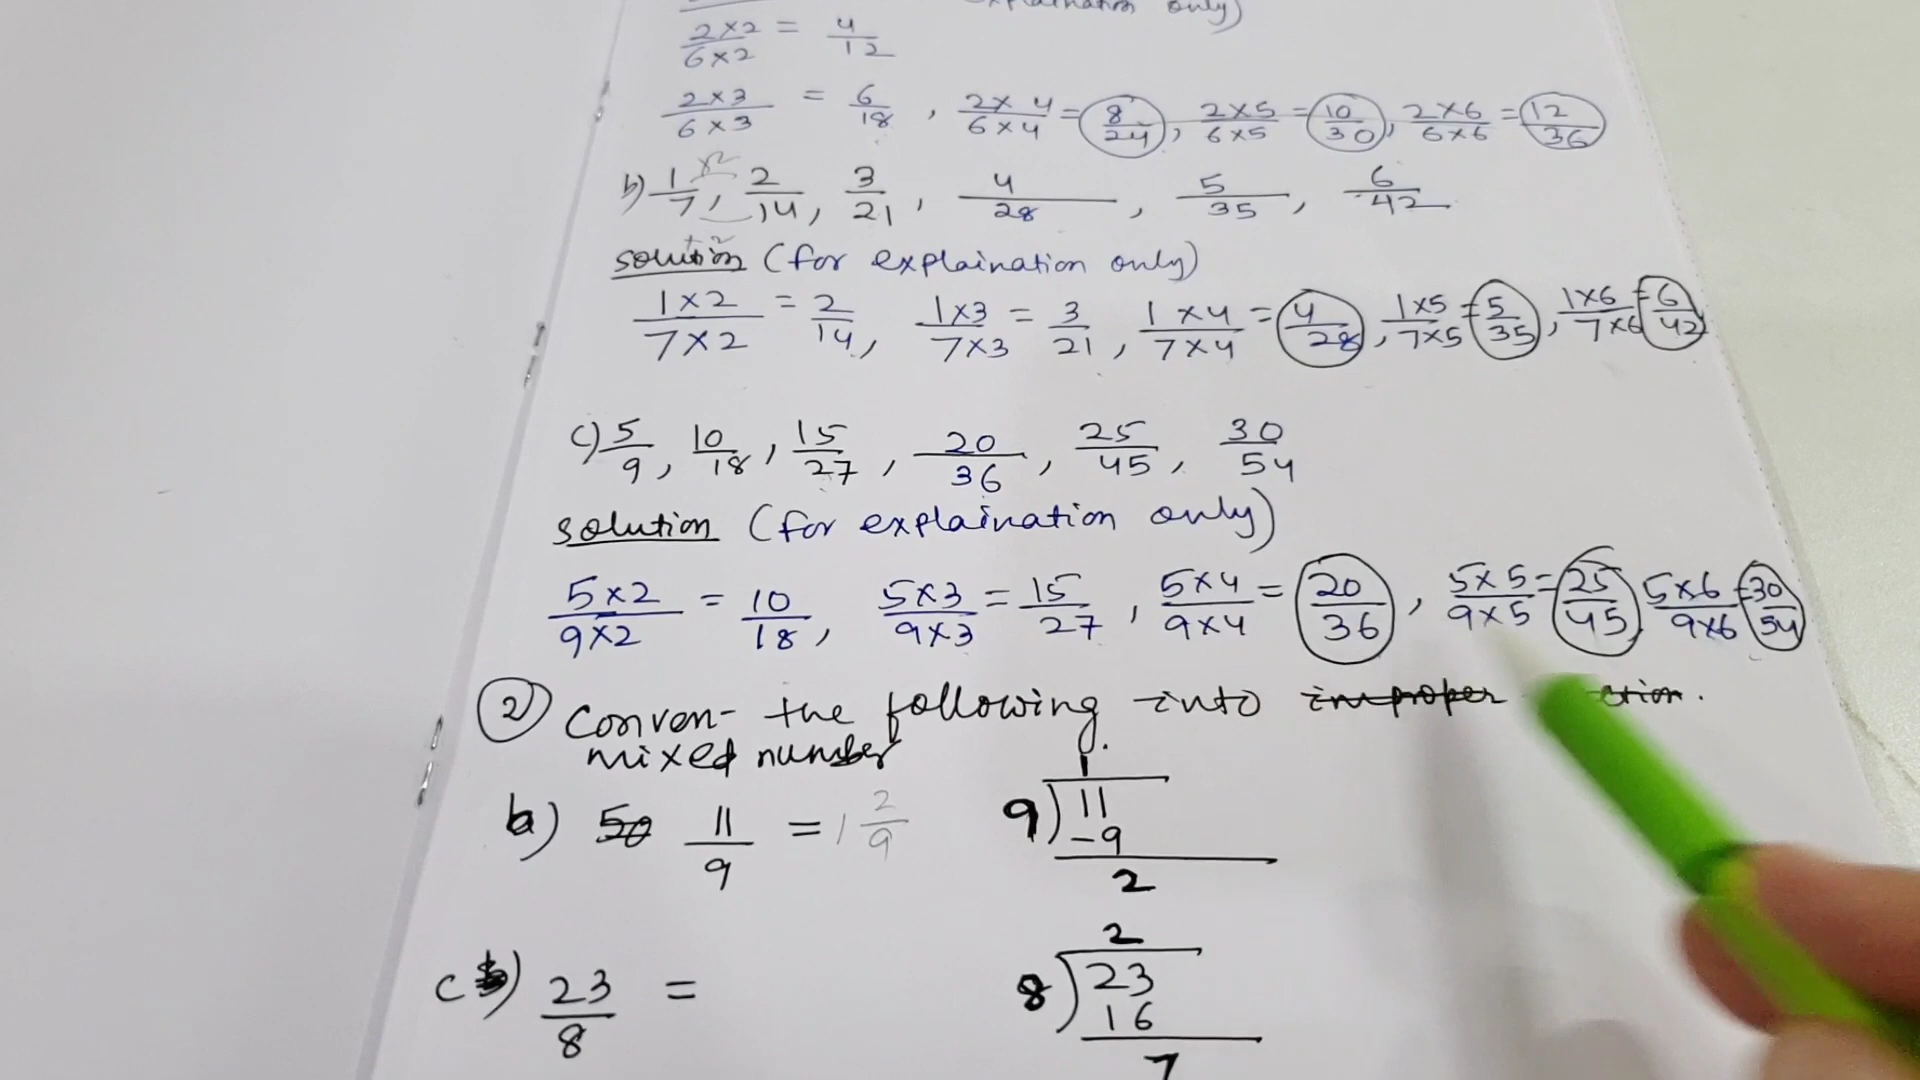 only)
2×2/6×2 = 4/12
2×3/6×3 = 6/18 , 2×4/6×4 = 8/24 , 2×5/6×5 = 10/30 , 2×6/6×6 = 12/36
b) 1/7 , 2/14 , 3/21 , 4/28 , 5/35 , 6/42
solution (for explaination only)
1×2/7×2 = 2/14 , 1×3/7×3 = 3/21 , 1×4/7×4 = 4/28 , 1×5/7×5 = 5/35 , 1×6/7×6 = 6/42
c) 5/9 , 10/18 , 15/27 , 20/36 , 25/45 , 30/54
solution (for explaination only)
5×2/9×2 = 10/18 , 5×3/9×3 = 15/27 , 5×4/9×4 = 20/36 , 5×5/9×5 = 25/45 5×6/9×6 = 30/54
2) Conven- the following into improper
mixed number.
b) 50 11/9 = 1 2/9
1
9) 11
-9
2
c) 23/8 =
2
8) 23
16
7